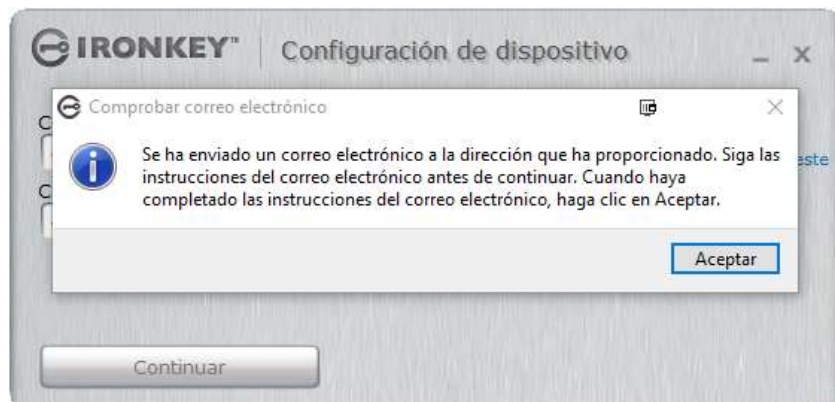 IRONKEY™ Configuración de dispositivo
Comprobar correo electrónico
Se ha enviado un correo electrónico a la dirección que ha proporcionado. Siga las
instrucciones del correo electrónico antes de continuar. Cuando haya
completado las instrucciones del correo electrónico, haga clic en Aceptar.
Aceptar
Continuar